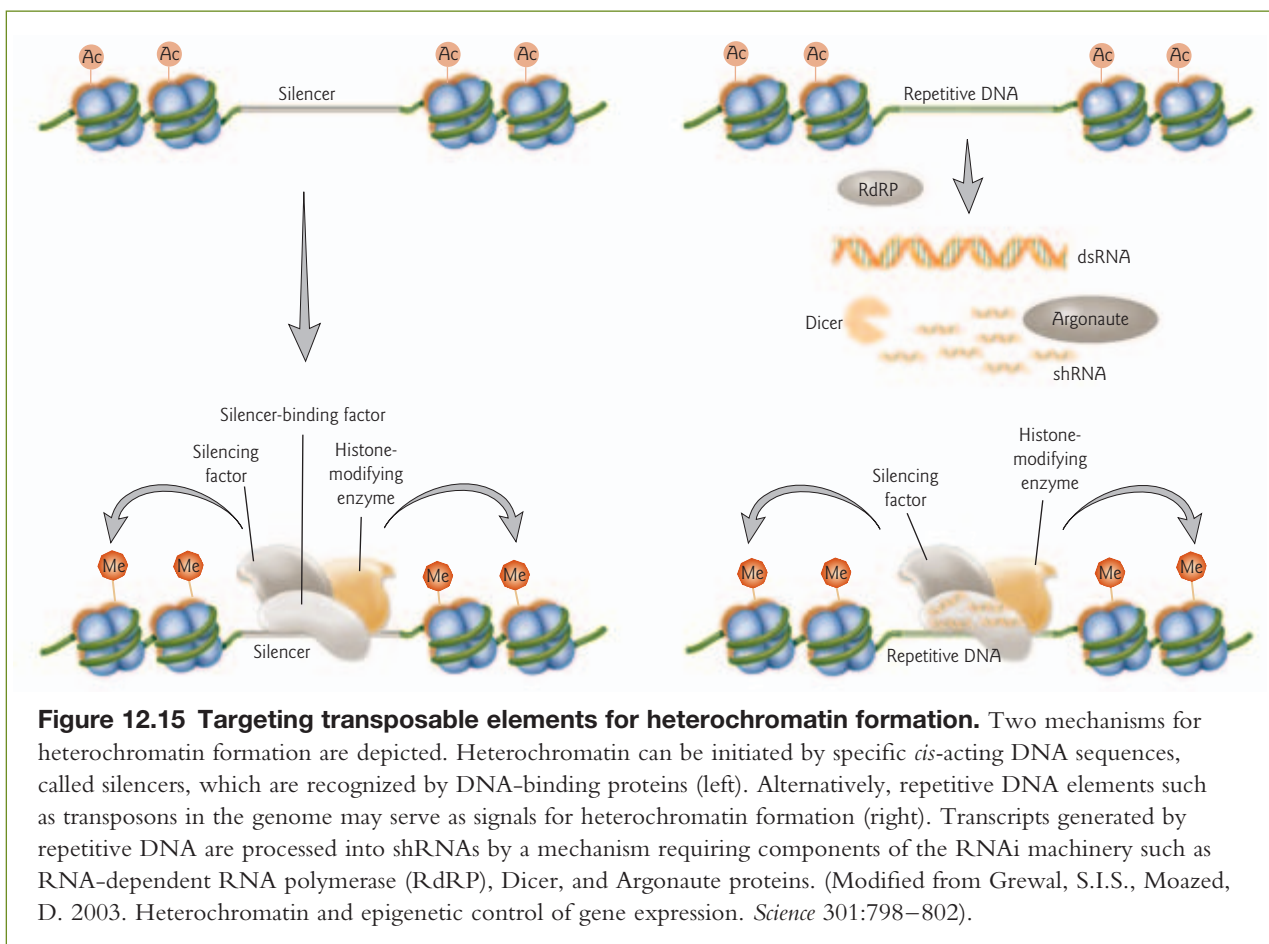 Ac
Ac
Ac
Ac
Silencer
Silencer-binding factor
Silencing
factor
Histone-
modifying
enzyme
Me
Me
Me
Me
Silencer
Ac
Ac
Ac
Ac
Repetitive DNA
RdRP
dsRNA
Dicer
Argonaute
shRNA
Silencing
factor
Histone-
modifying
enzyme
Me
Me
Me
Me
Repetitive DNA
Figure 12.15 Targeting transposable elements for heterochromatin formation. Two mechanisms for
heterochromatin formation are depicted. Heterochromatin can be initiated by specific cis-acting DNA sequences,
called silencers, which are recognized by DNA-binding proteins (left). Alternatively, repetitive DNA elements such
as transposons in the genome may serve as signals for heterochromatin formation (right). Transcripts generated by
repetitive DNA are processed into shRNAs by a mechanism requiring components of the RNAi machinery such as
RNA-dependent RNA polymerase (RdRP), Dicer, and Argonaute proteins. (Modified from Grewal, S.I.S., Moazed,
D. 2003. Heterochromatin and epigenetic control of gene expression. Science 301:798–802).